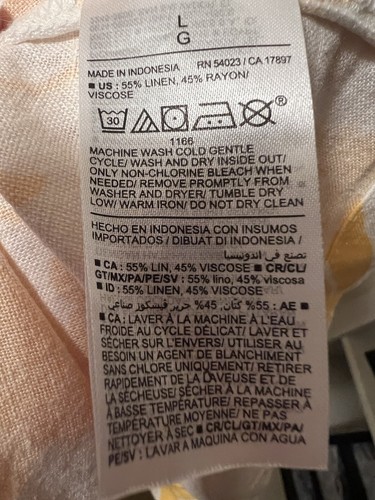 L
G
MADE IN INDONESIA RN 54023 / CA 17897
■ US : 55% LINEN, 45% RAYON/
VISCOSE
30
®
1166
MACHINE WASH COLD GENTLE
CYCLE/ WASH AND DRY INSIDE OUT/
ONLY NON-CHLORINE BLEACH WHEN
NEEDED/ REMOVE PROMPTLY FROM
WASHER AND DRYER/ TUMBLE DRY
LOW/ WARM IRON/ DO NOT DRY CLEAN
HECHO EN INDONESIA CON INSUMOS
IMPORTADOS / DIBUAT DI INDONESIA /
تصنع في اندونيسيا
■ CA : 55% LIN, 45% VISCOSE ■ CR/CL/
GT/MX/PA/PE/SV : 55% lino, 45% viscosa
■ ID : 55% LINEN, 45% VISCOSE
■ AE : 55% كتان, 45% حرير فيسكوز صناعي
■ CA : LAVER À LA MACHINE À L'EAU
FROIDE AU CYCLE DÉLICAT/ LAVER ET
SÉCHER SUR L'ENVERS/ UTILISER AU
BESOIN UN AGENT DE BLANCHIMENT
SANS CHLORE UNIQUEMENT/ RETIRER
RAPIDEMENT DE LA LAVEUSE ET DE
LA SÉCHEUSE/ SÉCHER À LA MACHINE
À BASSE TEMPÉRATURE/ REPASSER À
TEMPÉRATURE MOYENNE/ NE PAS
NETTOYER À SEC ■ CR/CL/GT/MX/PA/
PE/SV : LAVAR A MAQUINA CON AGUA